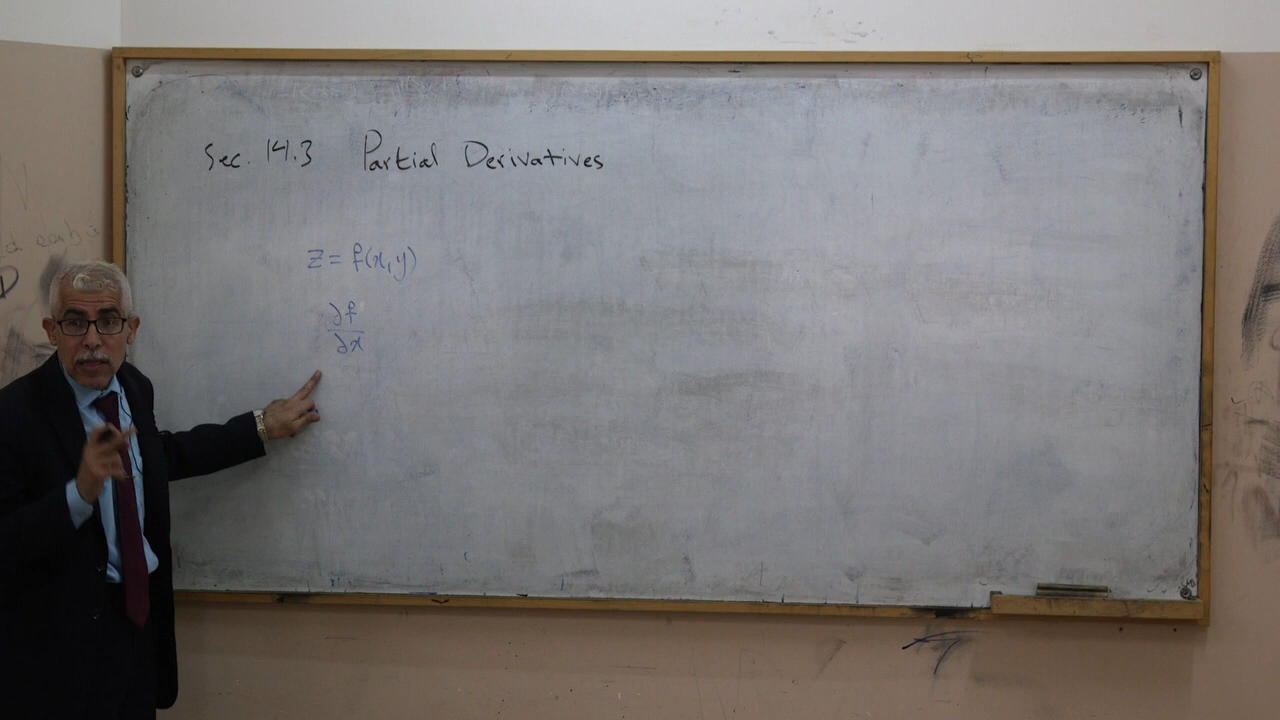 Sec. 14.3 Partial Derivatives
z = f(x, y)
∂f
∂x